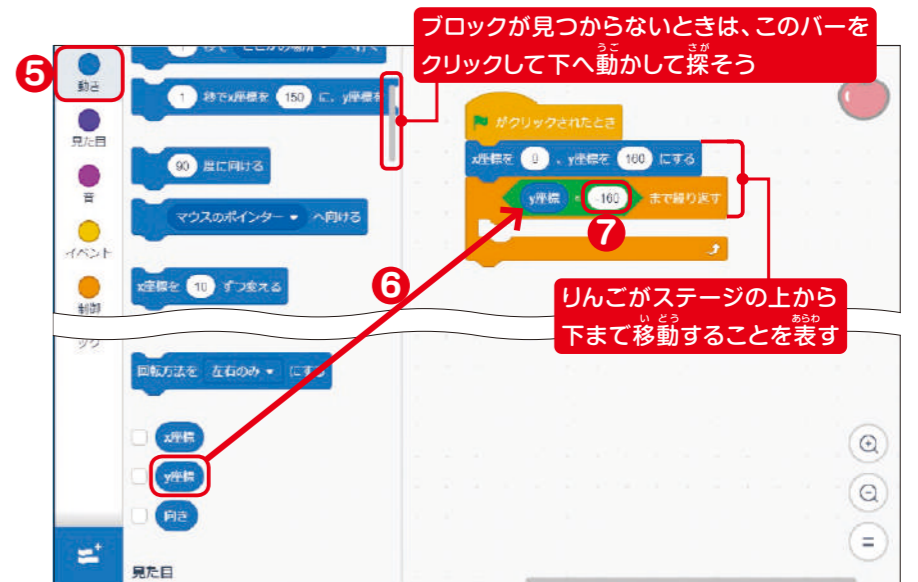 ブロックが見つからないときは、このバーを
クリックして下へ動かして探そう
うご
さが
5
動き
見た目
音
イベント
制御
1 秒でx座標を 150 に、y座標を
90 度に向ける
マウスのポインター へ向ける
x座標を 10 ずつ変える
がクリックされたとき
x座標を 0 、y座標を 160 にする
y座標 -160 まで繰り返す
7
6
りんごがステージの上から
下まで移動することを表す
いどう
あらわ
回転方法を 左右のみ にする
x座標
y座標
向き
見た目